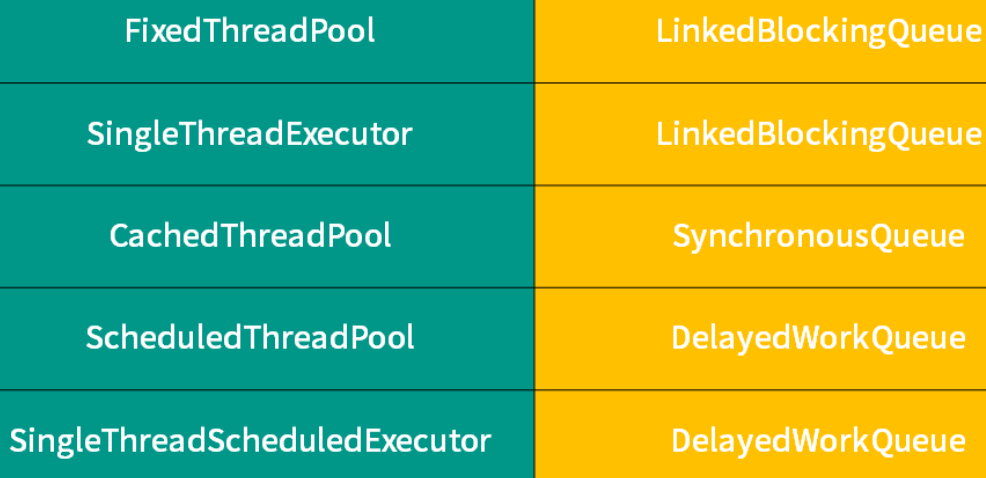 FixedThreadPool LinkedBlockingQueue
SingleThreadExecutor LinkedBlockingQueue
CachedThreadPool SynchronousQueue
ScheduledThreadPool DelayedWorkQueue
SingleThreadScheduledExecutor DelayedWorkQueue